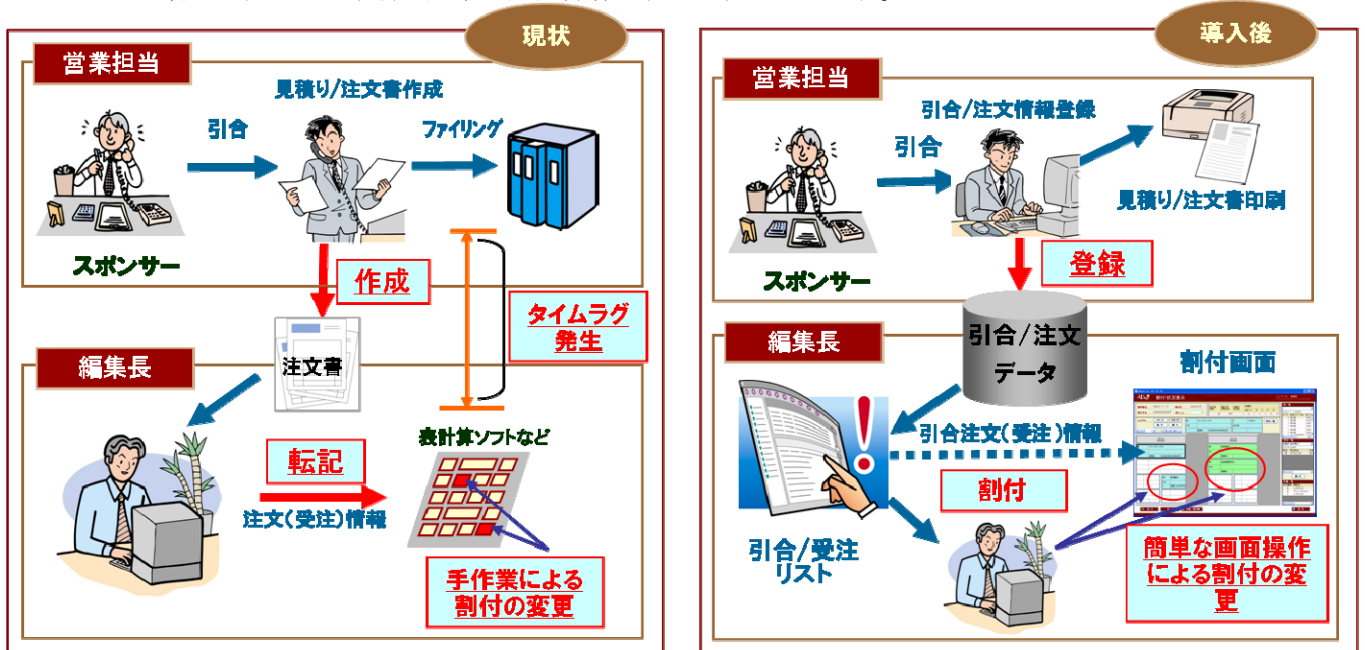 現状
営業担当
見積り/注文書作成
引合
ファイリング
スポンサー
作成
タイムラグ
発生
注文書
編集長
表計算ソフトなど
転記
注文(受注)情報
手作業による
割付の変更
導入後
営業担当
引合/注文情報登録
引合
見積り/注文書印刷
スポンサー
登録
引合/注文
データ
編集長
割付画面
引合注文(受注)情報
割付
引合/受注
リスト
簡単な画面操作
による割付の変
更